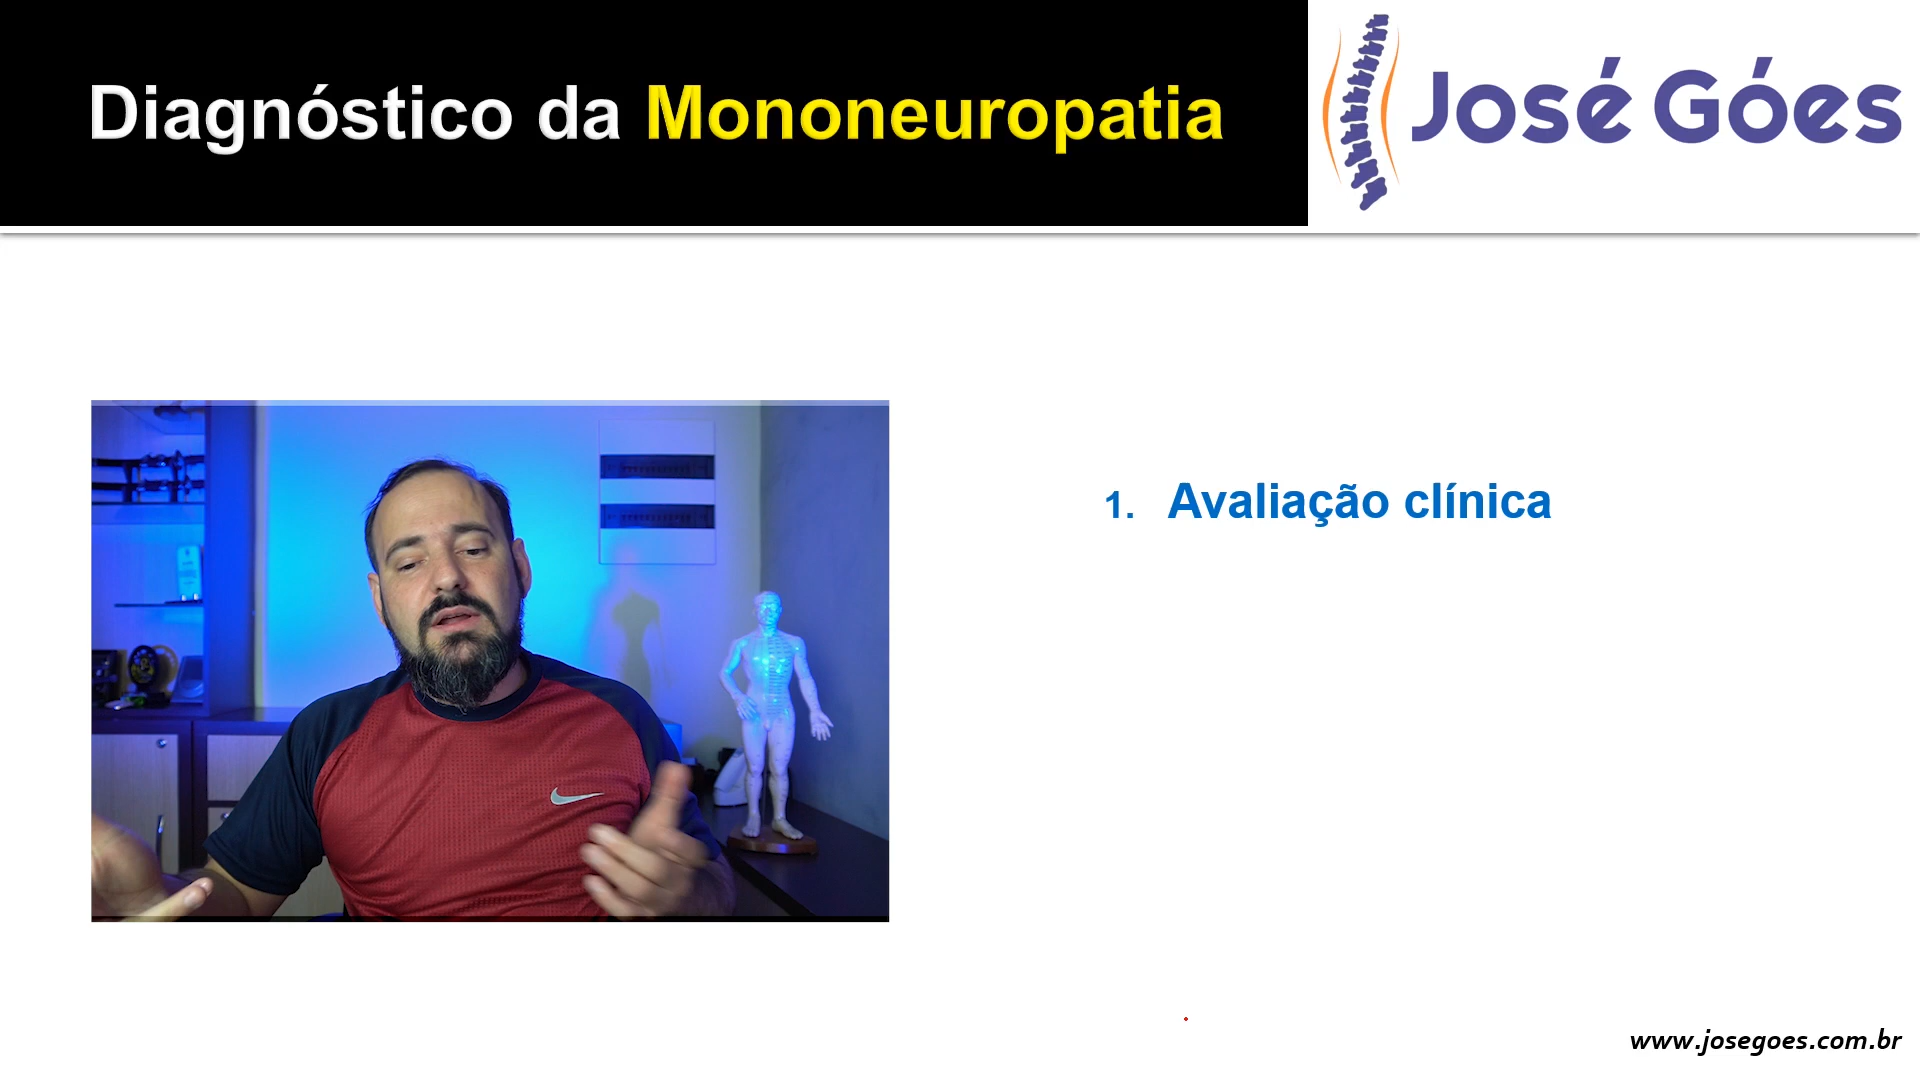 Diagnóstico da Mononeuropatia
José Góes
1. Avaliação clínica
www.josegoes.com.br